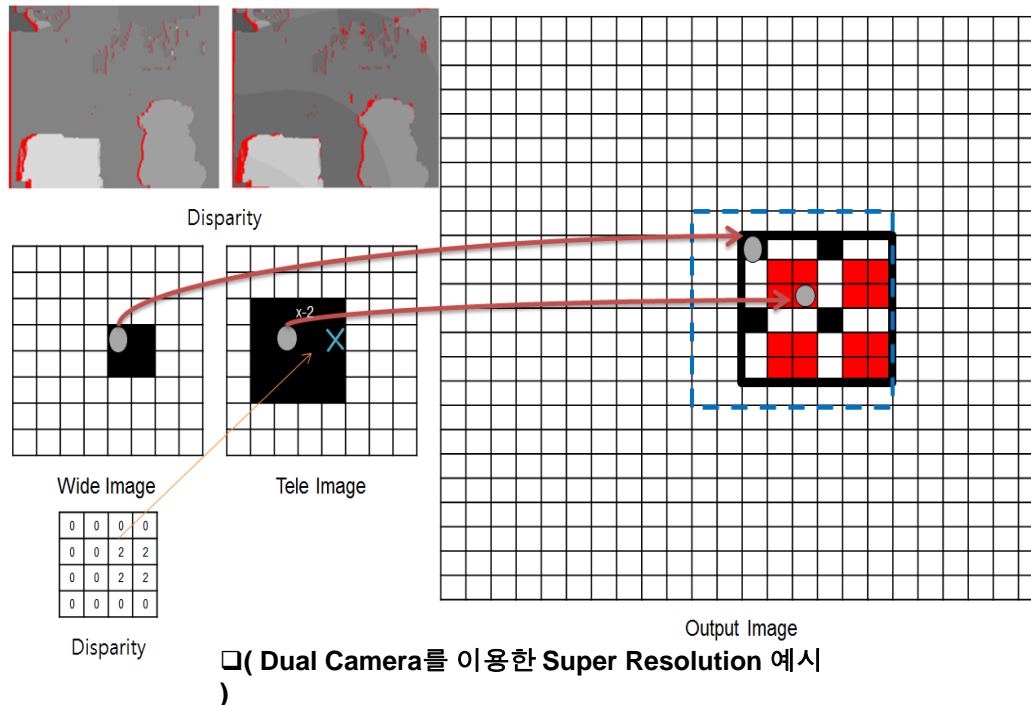 Disparity
x-2
Wide Image
Tele Image
0 0 0 0
0 0 2 2
0 0 2 2
0 0 0 0
Disparity
Output Image
❑( Dual Camera를 이용한 Super Resolution 예시
)